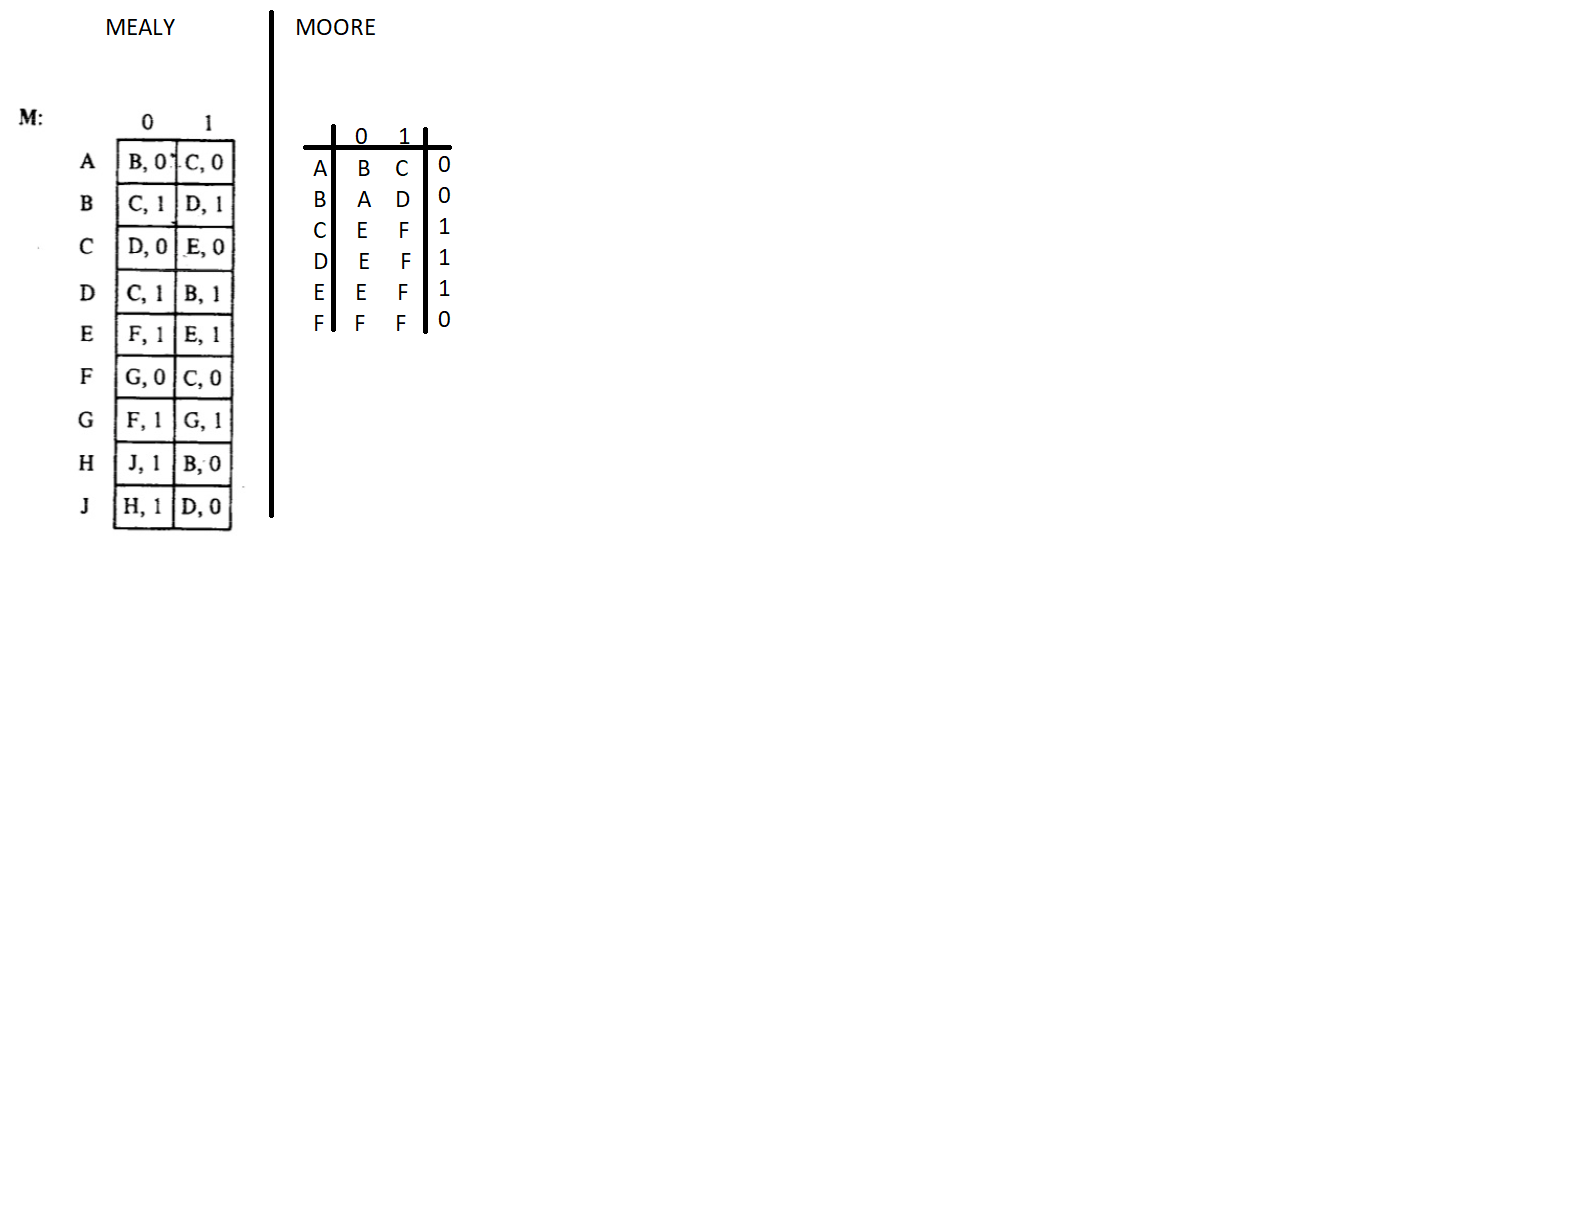 MEALY
M:
0 1
A B, 0 C, 0
B C, 1 D, 1
C D, 0 E, 0
D C, 1 B, 1
E F, 1 E, 1
F G, 0 C, 0
G F, 1 G, 1
H J, 1 B, 0
J H, 1 D, 0
MOORE
0 1
A B C 0
B A D 0
C E F 1
D E F 1
E E F 1
F F F 0